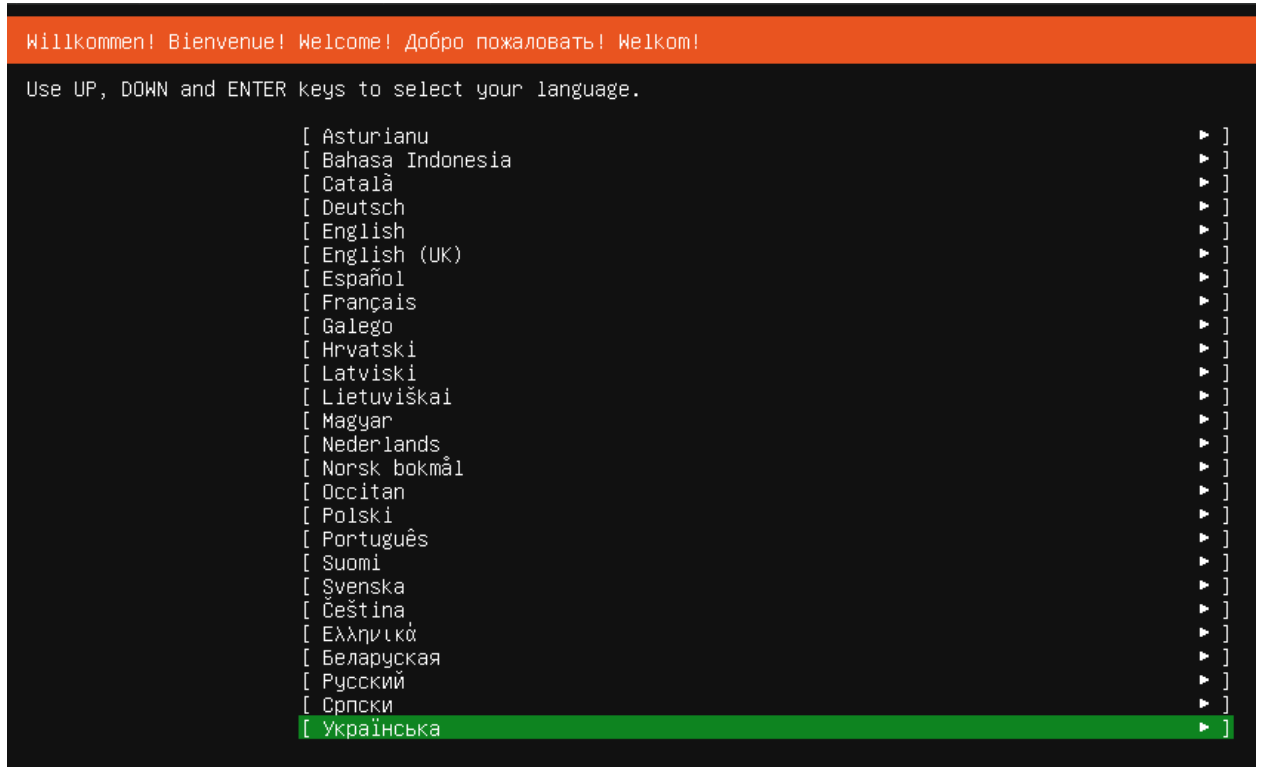 Willkommen! Bienvenue! Welcome! Добро пожаловать! Welkom!
Use UP, DOWN and ENTER keys to select your language.
[ Asturianu ► ]
[ Bahasa Indonesia ► ]
[ Català ► ]
[ Deutsch ► ]
[ English ► ]
[ English (UK) ► ]
[ Español ► ]
[ Français ► ]
[ Galego ► ]
[ Hrvatski ► ]
[ Latviski ► ]
[ Lietuviškai ► ]
[ Magyar ► ]
[ Nederlands ► ]
[ Norsk bokmål ► ]
[ Occitan ► ]
[ Polski ► ]
[ Português ► ]
[ Suomi ► ]
[ Svenska ► ]
[ Čeština ► ]
[ Ελληνικά ► ]
[ Беларуская ► ]
[ Русский ► ]
[ Српски ► ]
[ Українська ► ]